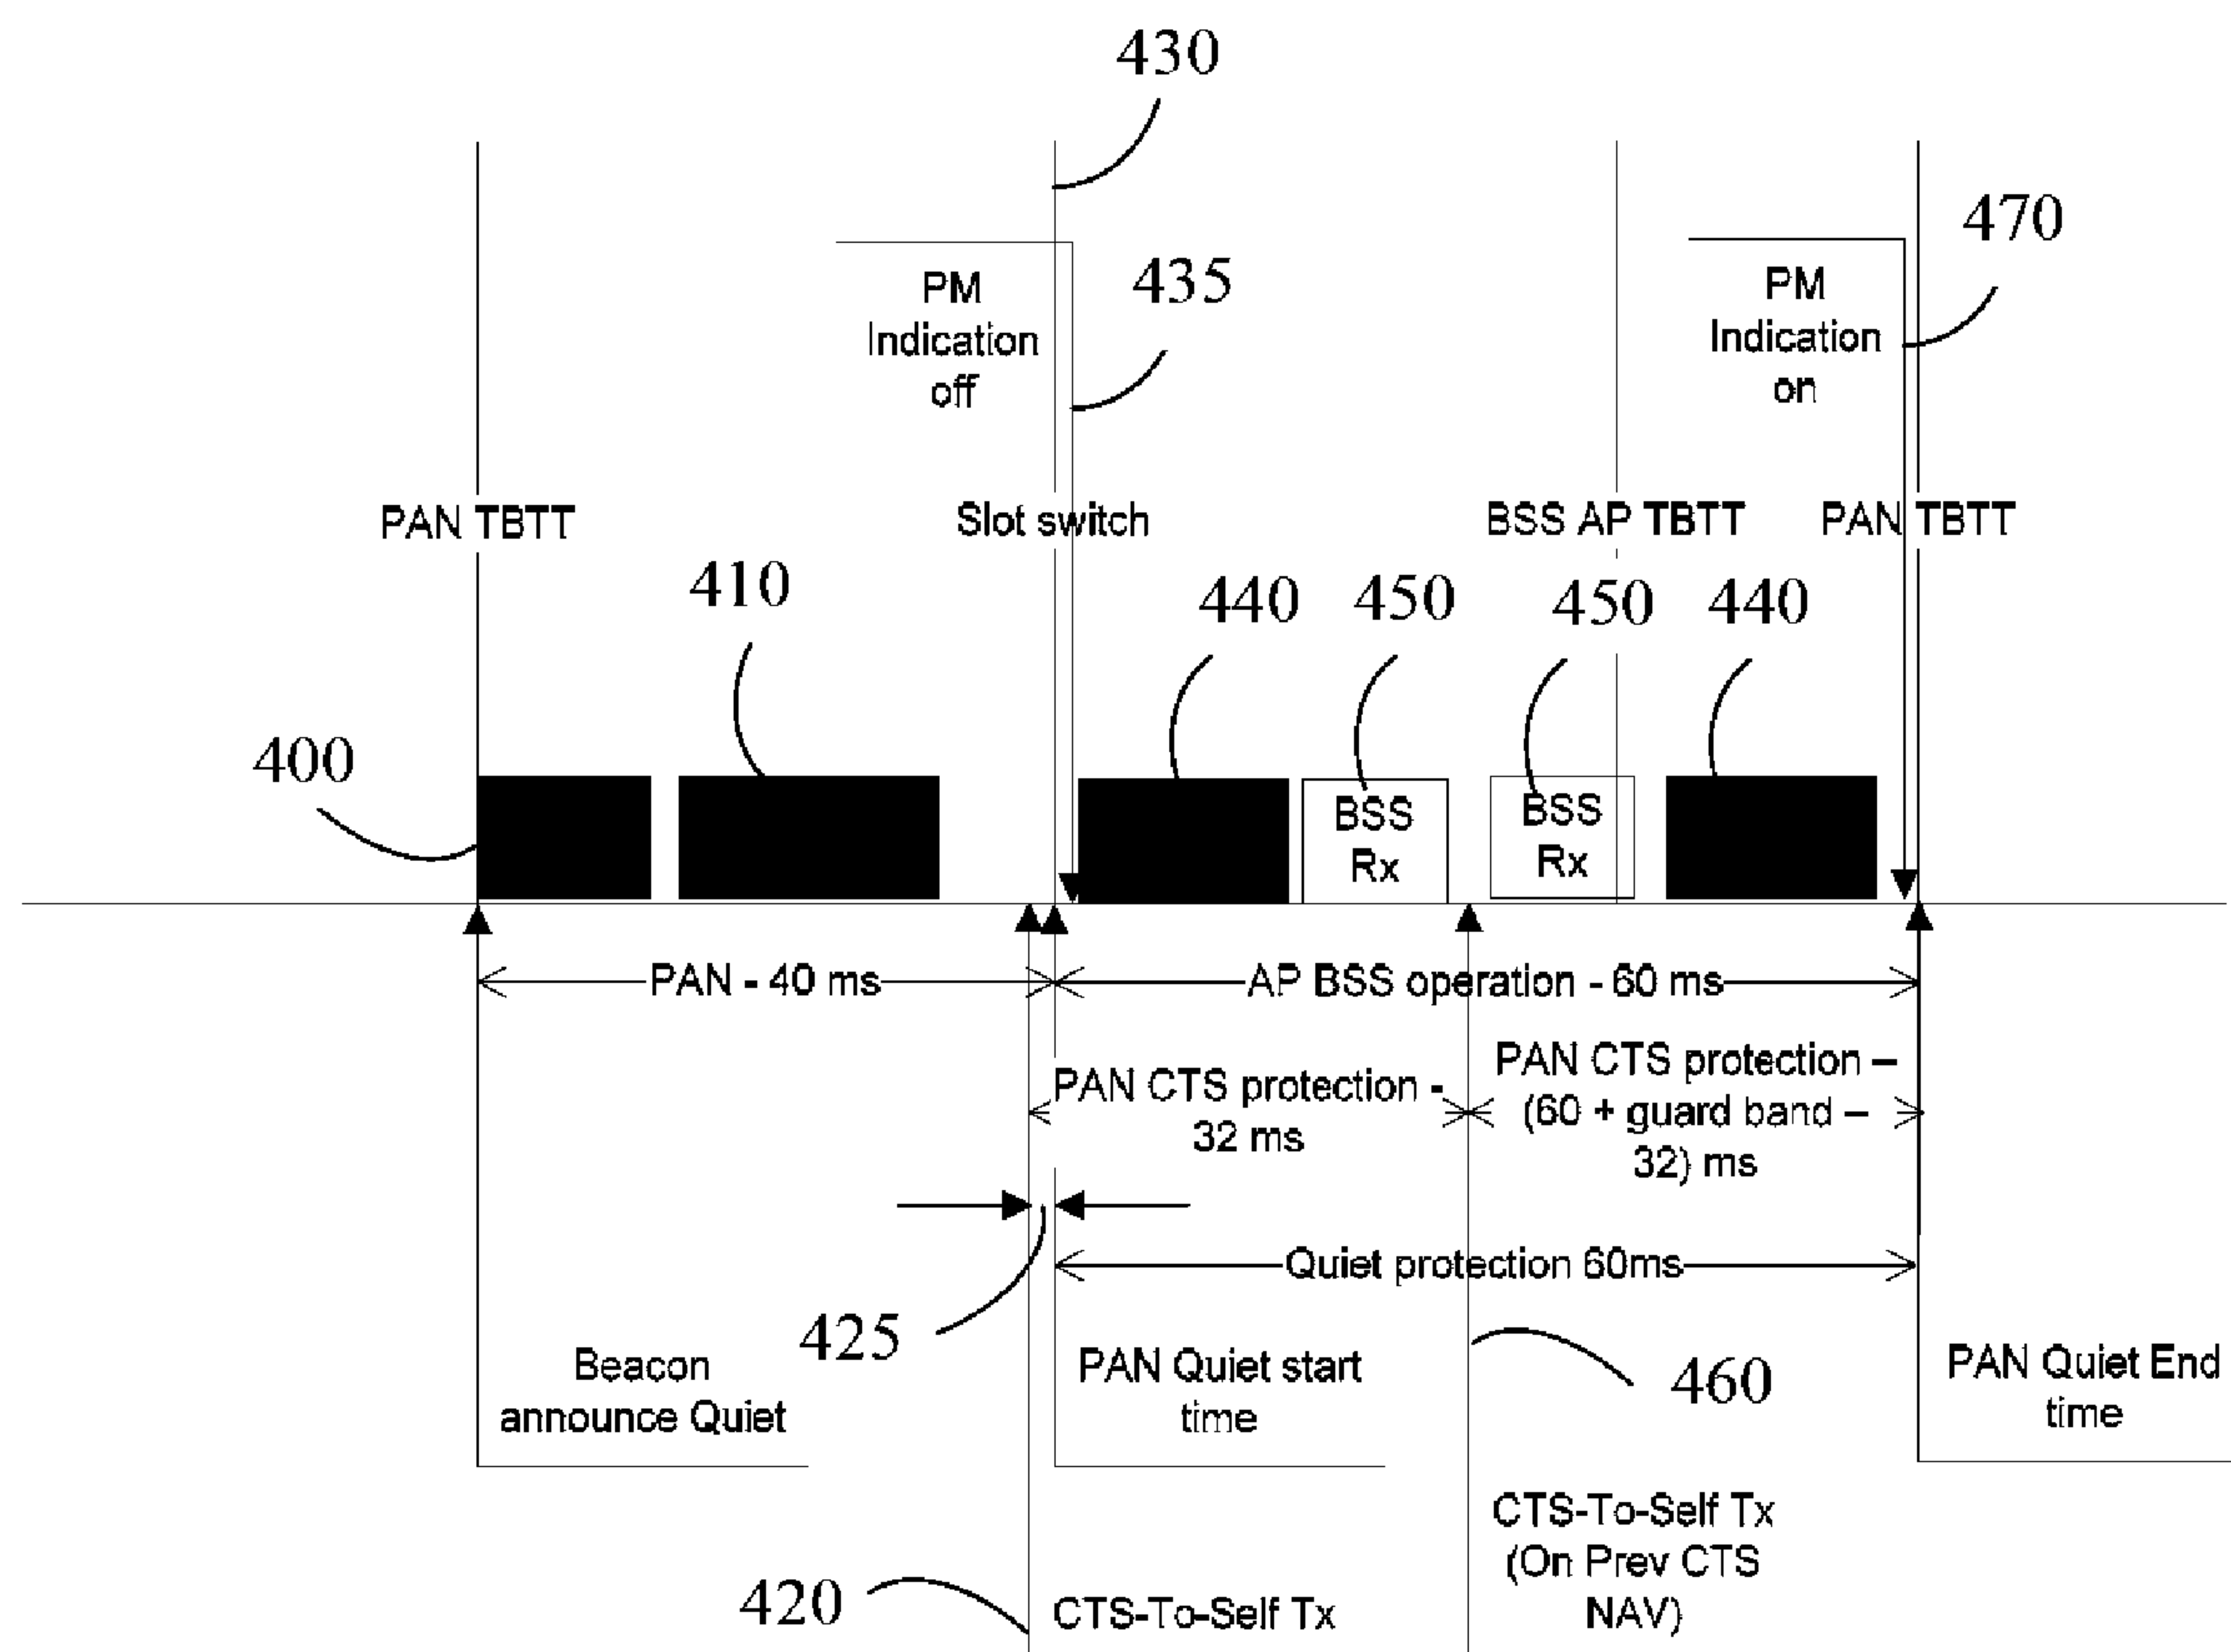 430
470
PM
Indication
off
435
PM
Indication
on
PAN TBTT
Slot switch
BSS AP TBTT
PAN TBTT
410
440
450
450
440
400
BSS
Rx
BSS
Rx
PAN - 40 ms
AP BSS operation - 60 ms
PAN CTS protection -
32 ms
PAN CTS protection –
(60 + guard band –
32) ms
Quiet protection 60ms
425
Beacon
announce Quiet
PAN Quiet start
time
460
PAN Quiet End
time
420
CTS-To-Self Tx
CTS-To-Self Tx
(On Prev CTS
NAV)